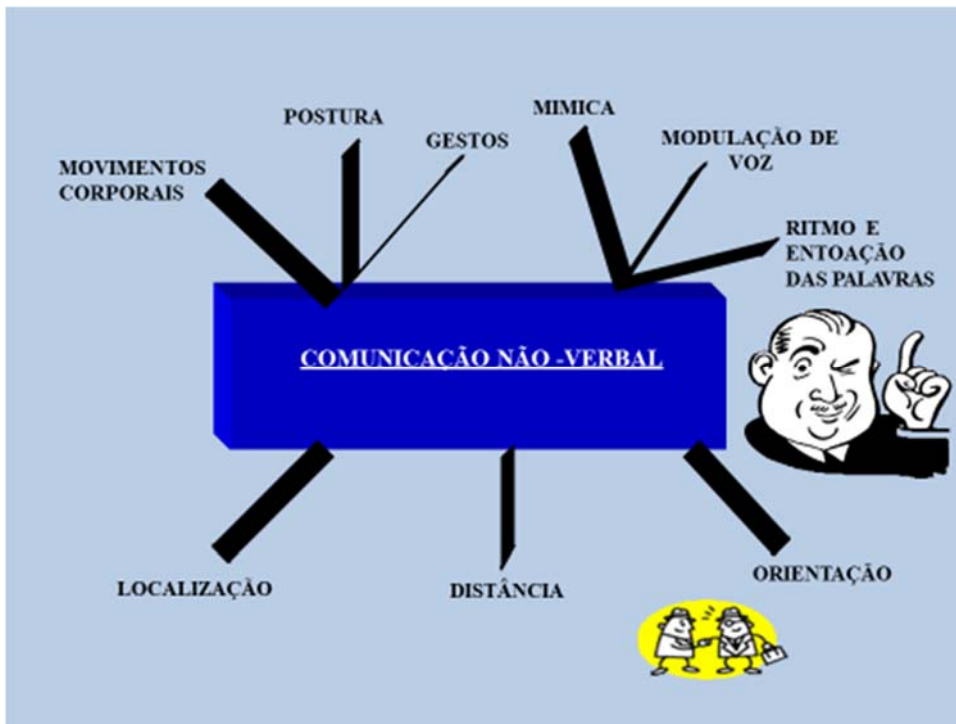 POSTURA
GESTOS
MIMICA
MODULAÇÃO DE
VOZ
MOVIMENTOS
CORPORAIS
RITMO E
ENTOAÇÃO
DAS PALAVRAS
COMUNICAÇÃO NÃO -VERBAL
LOCALIZAÇÃO
DISTÂNCIA
ORIENTAÇÃO